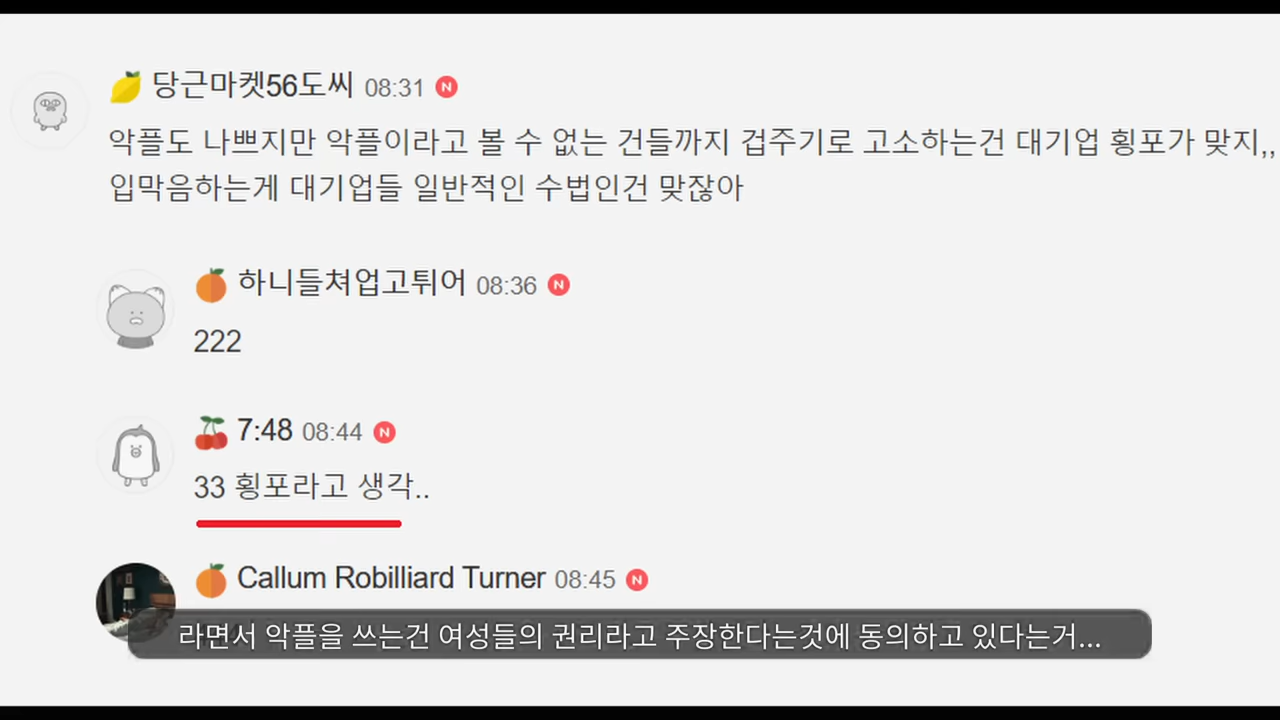 당근마켓56도씨 08:31 N
악플도 나쁘지만 악플이라고 볼 수 없는 건들까지 겁주기로 고소하는건 대기업 횡포가 맞지,,
입막음하는게 대기업들 일반적인 수법인건 맞잖아
하니들쳐업고튀어 08:36 N
222
7:48 08:44 N
33 횡포라고 생각..
Callum Robilliard Turner 08:45 N
라면서 악플을 쓰는건 여성들의 권리라고 주장한다는것에 동의하고 있다는거...